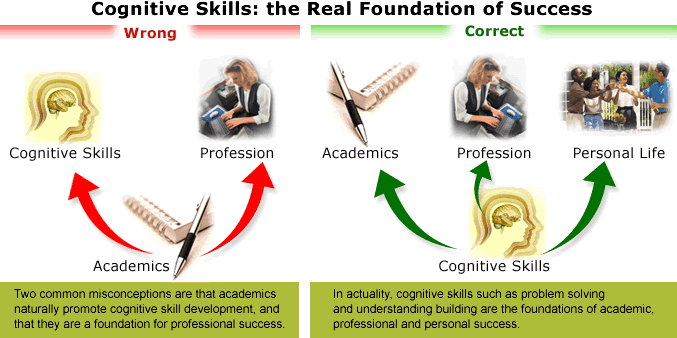 Cognitive Skills: the Real Foundation of Success
Wrong
Cognitive Skills
Profession
Academics
Two common misconceptions are that academics
naturally promote cognitive skill development, and
that they are a foundation for professional success.
Correct
Academics
Profession
Personal Life
Cognitive Skills
In actuality, cognitive skills such as problem solving
and understanding building are the foundations of academic,
professional and personal success.